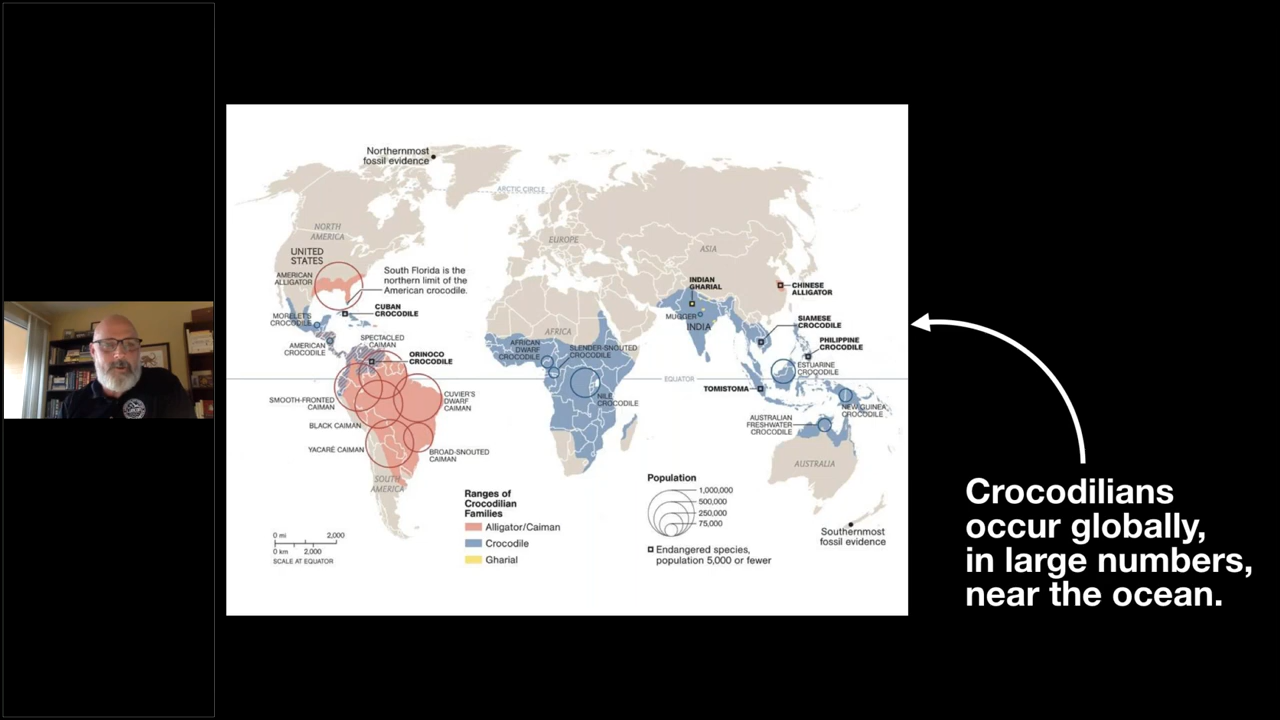 Northernmost
fossil evidence
ARCTIC CIRCLE
NORTH
AMERICA
EUROPE
ASIA
UNITED
STATES
AMERICAN
ALLIGATOR
South Florida is the
northern limit of the
American crocodile.
INDIAN
GHARIAL
CHINESE
ALLIGATOR
MORELET'S
CROCODILE
CUBAN
CROCODILE
MUGGER
INDIA
SIAMESE
CROCODILE
AFRICA
AMERICAN
CROCODILE
SPECTACLED
CAIMAN
ORINOCO
CROCODILE
AFRICAN
DWARF
CROCODILE
SLENDER-SNOUTED
CROCODILE
PHILIPPINE
CROCODILE
ESTUARINE
CROCODILE
EQUATOR
TOMISTOMA
SMOOTH-FRONTED
CAIMAN
CUVIER'S
DWARF
CAIMAN
NILE
CROCODILE
NEW GUINEA
CROCODILE
BLACK CAIMAN
AUSTRALIAN
FRESHWATER
CROCODILE
YACARÉ CAIMAN
BROAD-SNOUTED
CAIMAN
AUSTRALIA
SOUTH
AMERICA
Ranges of
Crocodilian
Families
Alligator/Caiman
Crocodile
Gharial
Population
1,000,000
500,000
250,000
75,000
Endangered species,
population 5,000 or fewer
Southernmost
fossil evidence
0 mi 2,000
0 km 2,000
SCALE AT EQUATOR
Crocodilians
occur globally,
in large numbers,
near the ocean.